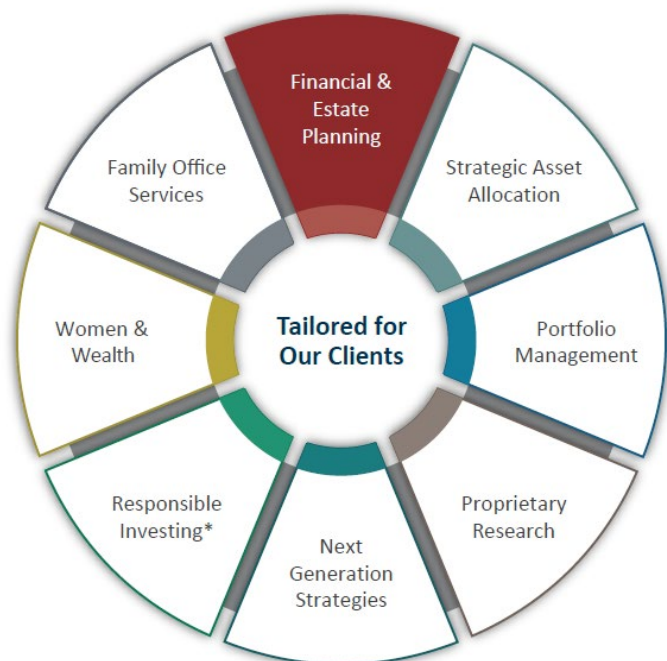 Financial &
Estate
Planning
Strategic Asset
Allocation
Portfolio
Management
Proprietary
Research
Next
Generation
Strategies
Responsible
Investing*
Women &
Wealth
Family Office
Services
Tailored for
Our Clients